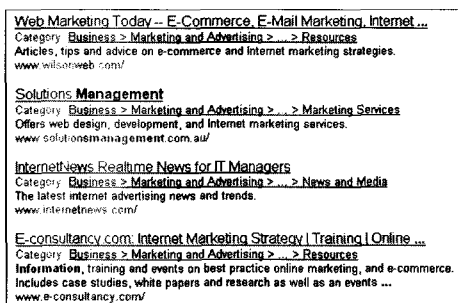 Web Marketing Today -- E-Commerce, E-Mail Marketing, Internet ...
Category Business > Marketing and Advertising > ... > Resources
Articles, tips and advice on e-commerce and Internet marketing strategies.
www.wilsonweb.com/
Solutions Management
Category Business > Marketing and Advertising > ... > Marketing Services
Offers web design, development, and Internet marketing services.
www.solutionsmanagement.com.au/
InternetNews Realtime News for IT Managers
Category Business > Marketing and Advertising > ... > News and Media
The latest internet advertising news and trends.
www.internetnews.com/
E-consultancy.com: Internet Marketing Strategy | Training | Online ...
Category Business > Marketing and Advertising > ... > Resources
Information, training and events on best practice online marketing, and e-commerce.
Includes case studies, white papers and research as well as an events ...
www.e-consultancy.com/